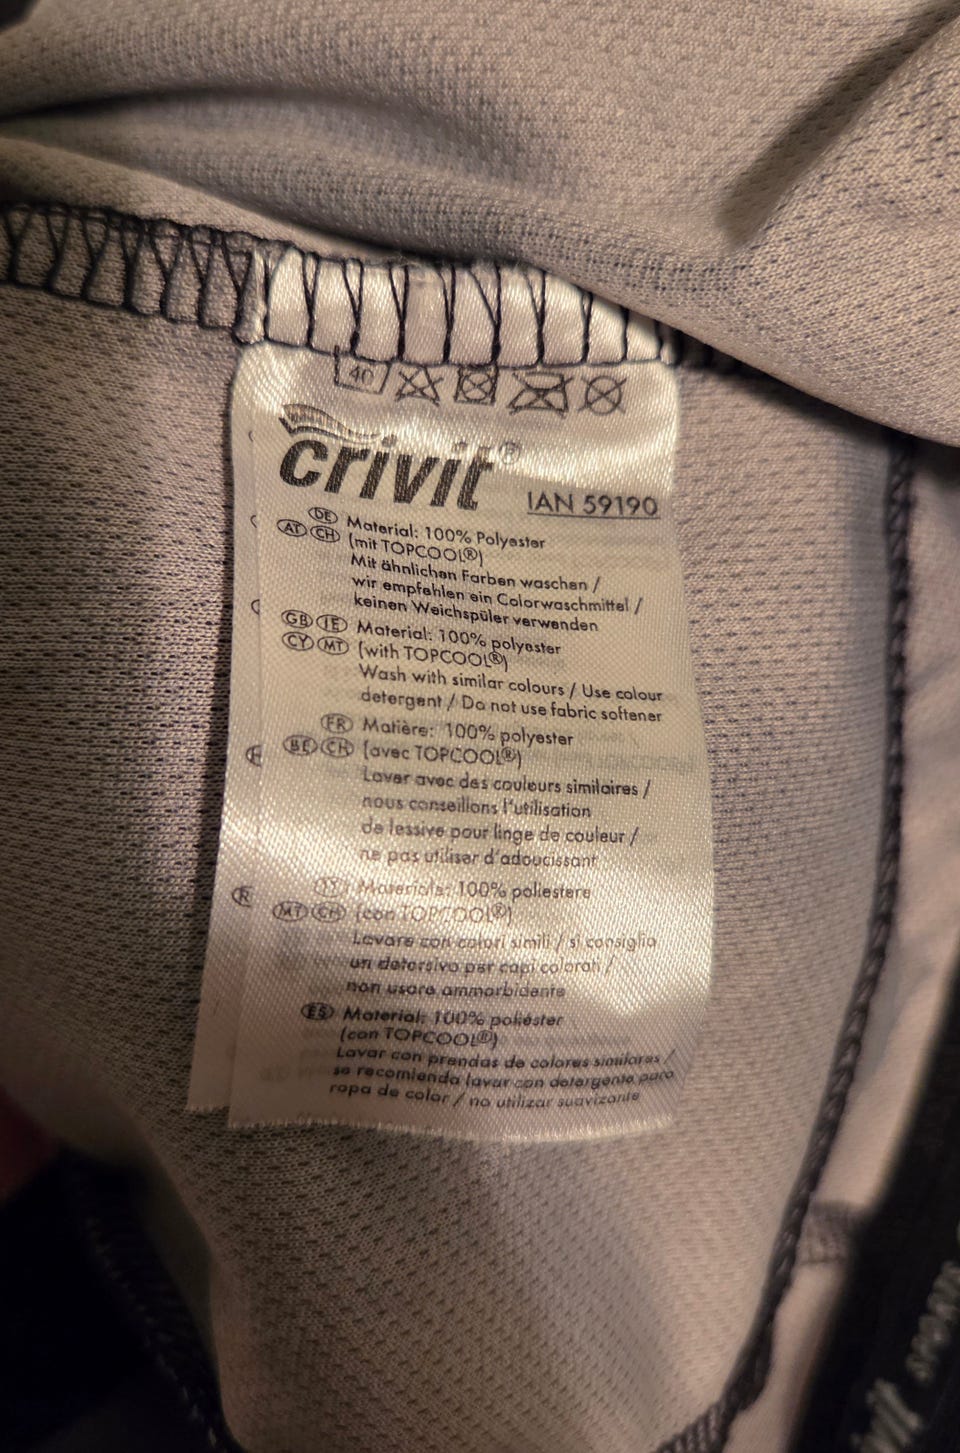 40
crivit®
IAN 59190
DE Material: 100% Polyester
AT CH (mit TOPCOOL®)
Mit ähnlichen Farben waschen /
wir empfehlen ein Colorwaschmittel /
keinen Weichspüler verwenden
GB IE Material: 100% polyester
CY MT (with TOPCOOL®)
Wash with similar colours / Use colour
detergent / Do not use fabric softener
FR Matière: 100% polyester
BE CH (avec TOPCOOL®)
Laver avec des couleurs similaires /
nous conseillons l'utilisation
de lessive pour linge de couleur /
ne pas utiliser d'adoucissant
IT Materiale: 100% poliestere
MT CH (con TOPCOOL®)
Lavare con colori simili / si consiglia
un detersivo per capi colorati /
non usare ammorbidente
ES Material: 100% poliéster
(con TOPCOOL®)
Lavar con prendas de colores similares /
se recomienda lavar con detergente para
ropa de color / no utilizar suavizante